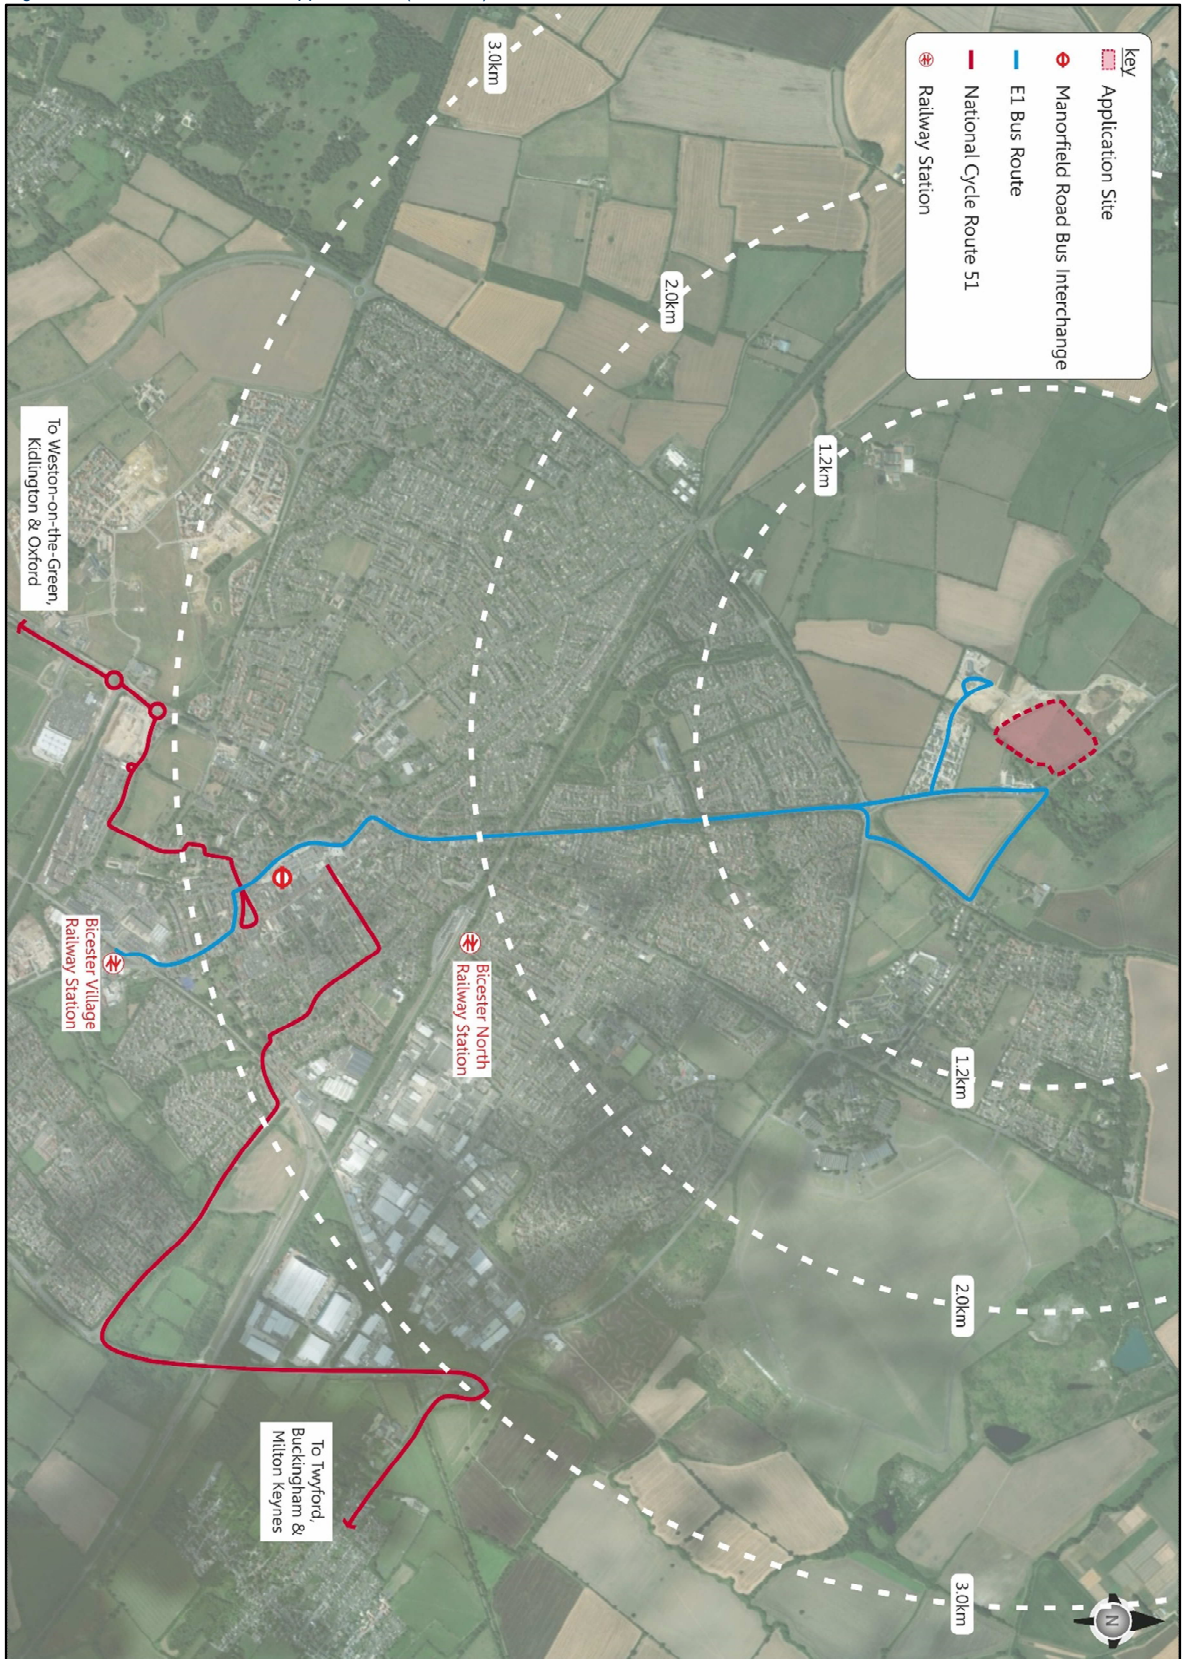 key
Application Site
Manorfield Road Bus Interchange
E1 Bus Route
National Cycle Route 51
Railway Station
3.0km
2.0km
1.2km
1.2km
2.0km
3.0km
Bicester North
Railway Station
Bicester Village
Railway Station
To Weston-on-the-Green,
Kidlington & Oxford
To Twyford,
Buckingham &
Milton Keynes
N